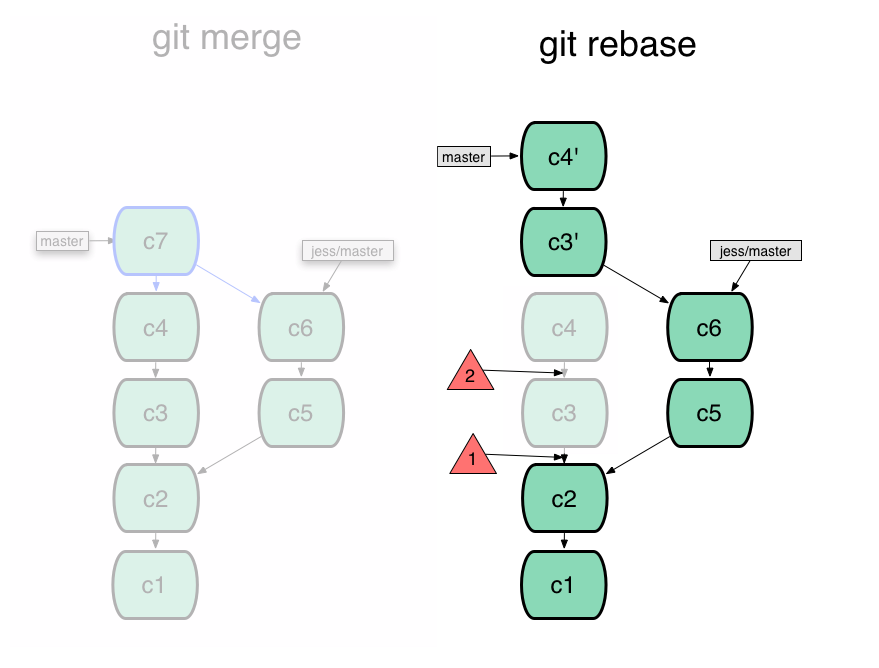 git merge
master
c7
jess/master
c4
c6
c3
c5
c2
c1
git rebase
master
c4'
c3'
jess/master
c4
c6
2
c3
c5
1
c2
c1